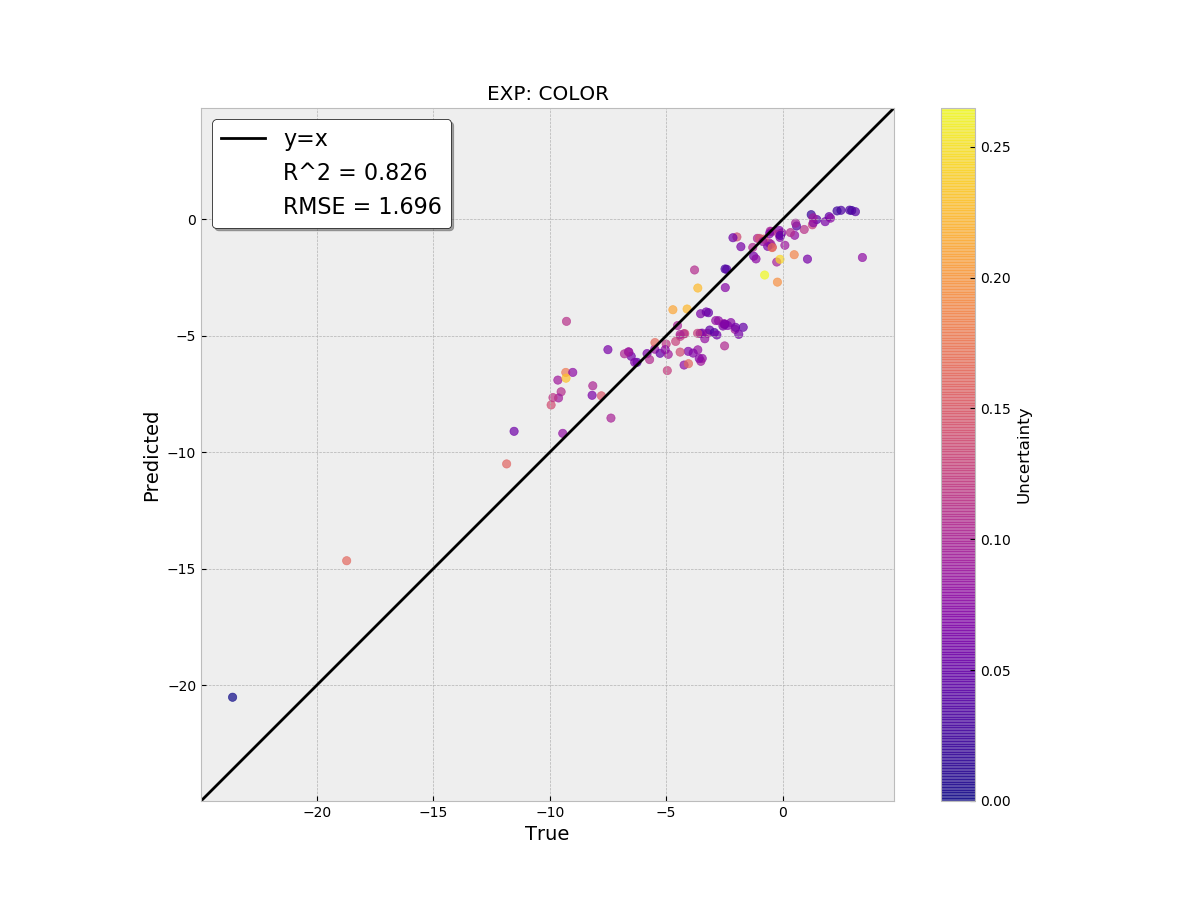 EXP: COLOR
y=x
R^2 = 0.826
RMSE = 1.696
0
−5
−10
−15
−20
Predicted
−20
−15
−10
−5
0
True
0.25
0.20
0.15
0.10
0.05
0.00
Uncertainty